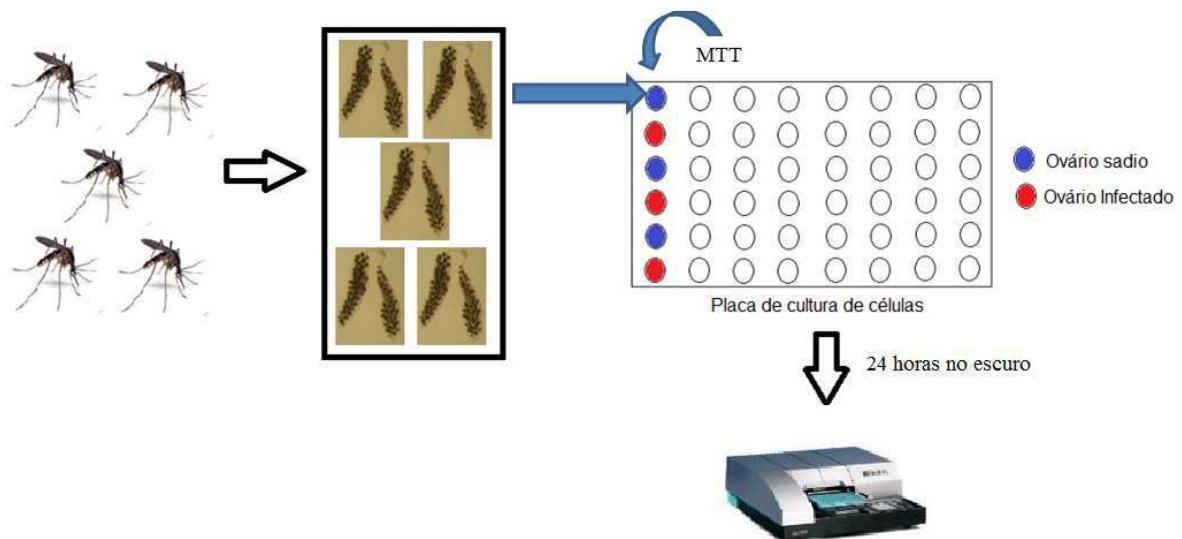 MTT
Ovário sadio
Ovário Infectado
Placa de cultura de células
24 horas no escuro